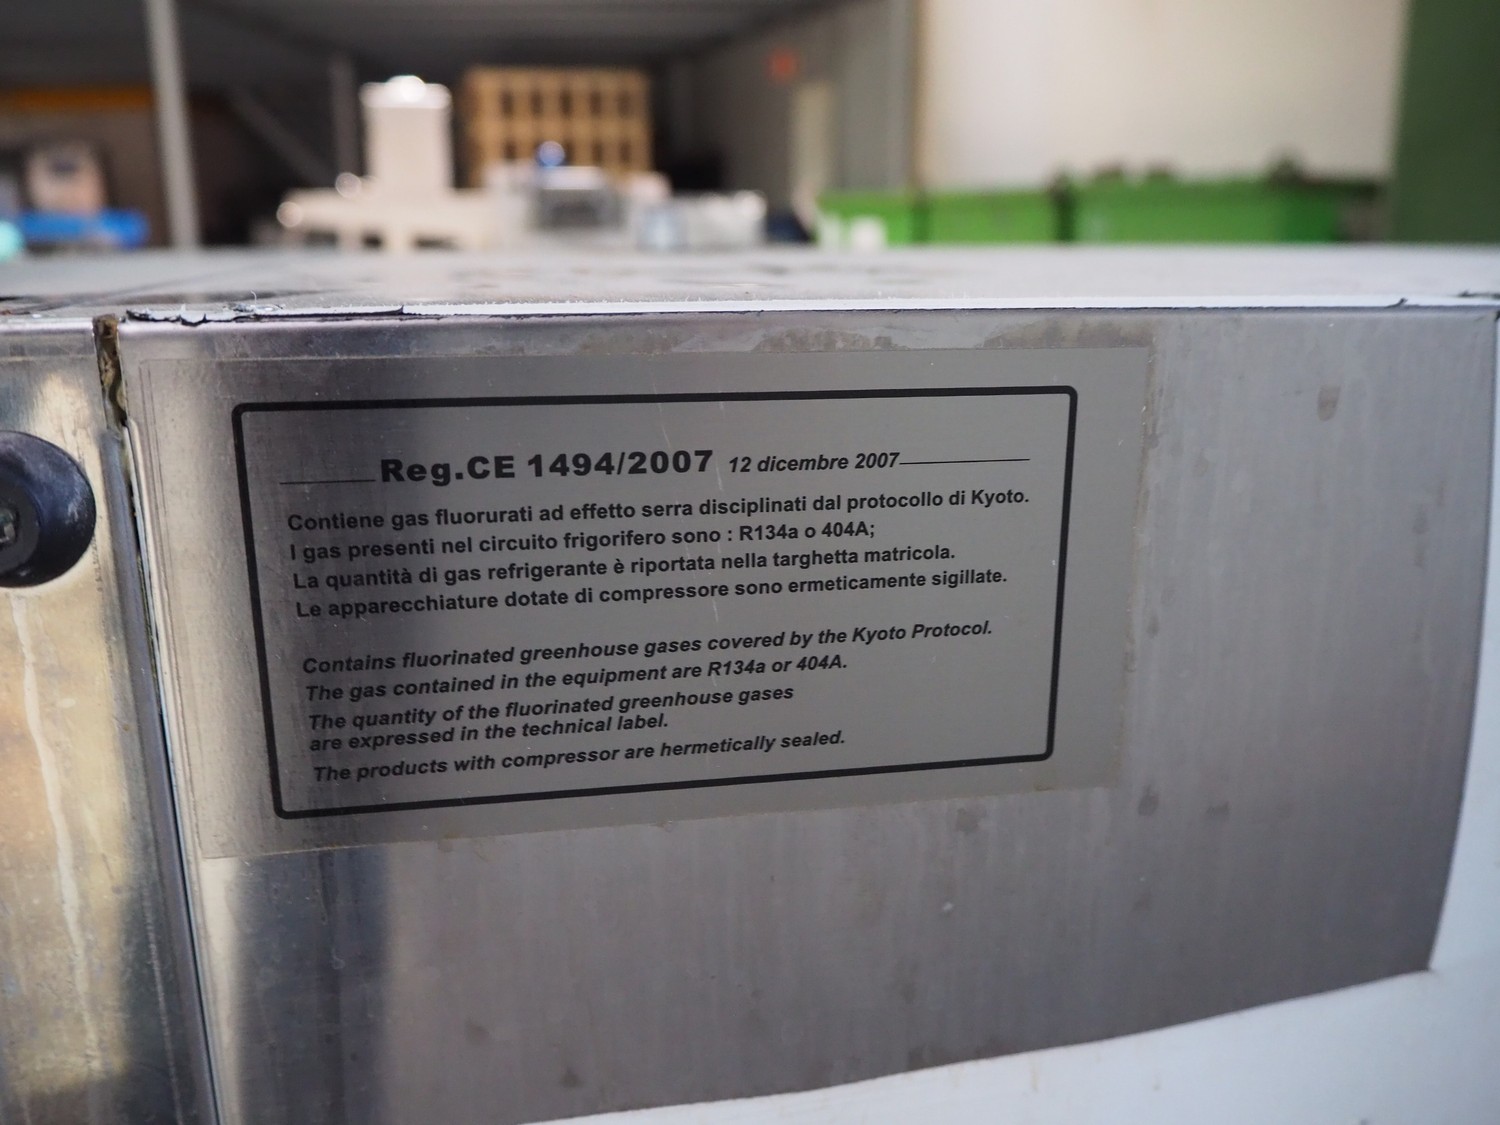 Reg.CE 1494/2007 12 dicembre 2007
Contiene gas fluorurati ad effetto serra disciplinati dal protocollo di Kyoto.
I gas presenti nel circuito frigorifero sono : R134a o 404A;
La quantità di gas refrigerante è riportata nella targhetta matricola.
Le apparecchiature dotate di compressore sono ermeticamente sigillate.
Contains fluorinated greenhouse gases covered by the Kyoto Protocol.
The gas contained in the equipment are R134a or 404A.
The quantity of the fluorinated greenhouse gases
are expressed in the technical label.
The products with compressor are hermetically sealed.